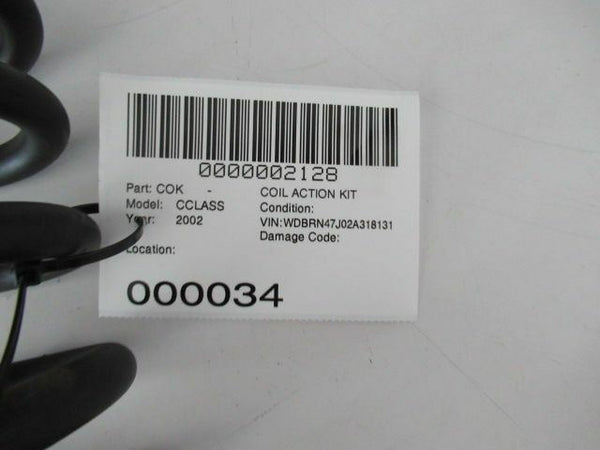 0000002128
Part: COK - COIL ACTION KIT
Model: CCLASS Condition:
Year: 2002 VIN:WDBRN47J02A318131
Damage Code:
Location:
000034